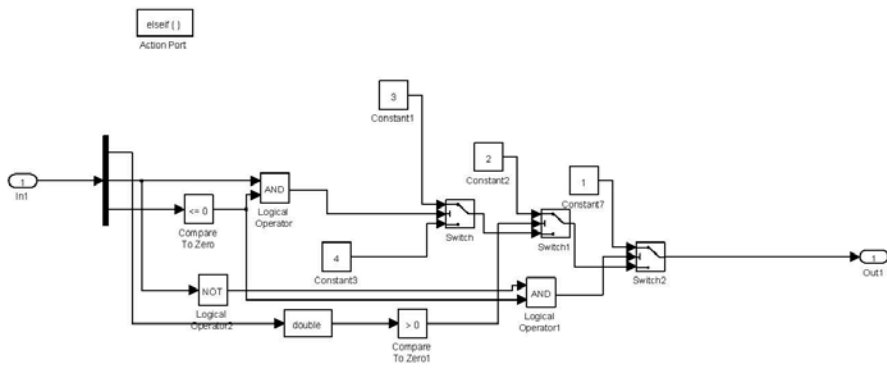 elseif ( )
Action Port
3
Constant1
2
Constant2
1
Constant7
1
In1
AND
Logical
Operator
<= 0
Compare
To Zero
Switch
Switch1
4
Constant3
Switch2
1
Out1
NOT
Logical
Operator2
AND
Logical
Operator1
double
> 0
Compare
To Zero1